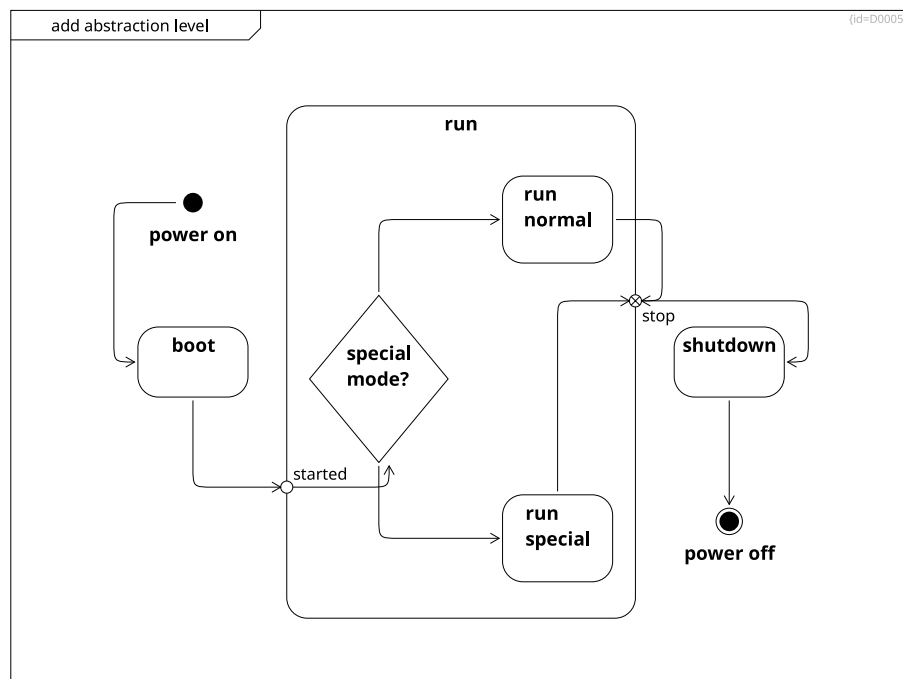 add abstraction level
{id=D0005
run
run
normal
power on
stop
boot
special
mode?
shutdown
started
run
special
power off